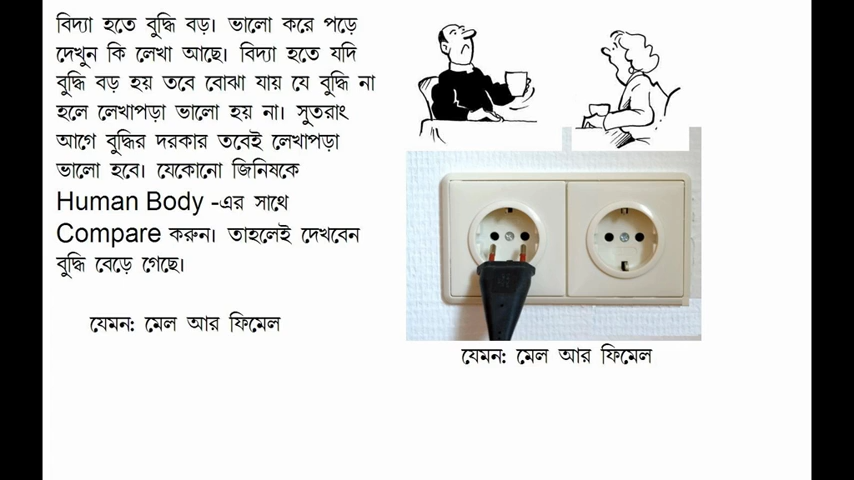 বিদ্যা হতে বুদ্ধি বড়। ভালো করে পড়ে
দেখুন কি লেখা আছে। বিদ্যা হতে যদি
বুদ্ধি বড় হয় তবে বোঝা যায় যে বুদ্ধি না
হলে লেখাপড়া ভালো হয় না। সুতরাং
আগে বুদ্ধির দরকার তবেই লেখাপড়া
ভালো হবে। যেকোনো জিনিষকে
Human Body -এর সাথে
Compare করুন। তাহলেই দেখবেন
বুদ্ধি বেড়ে গেছে।
যেমন: মেল আর ফিমেল
যেমন: মেল আর ফিমেল